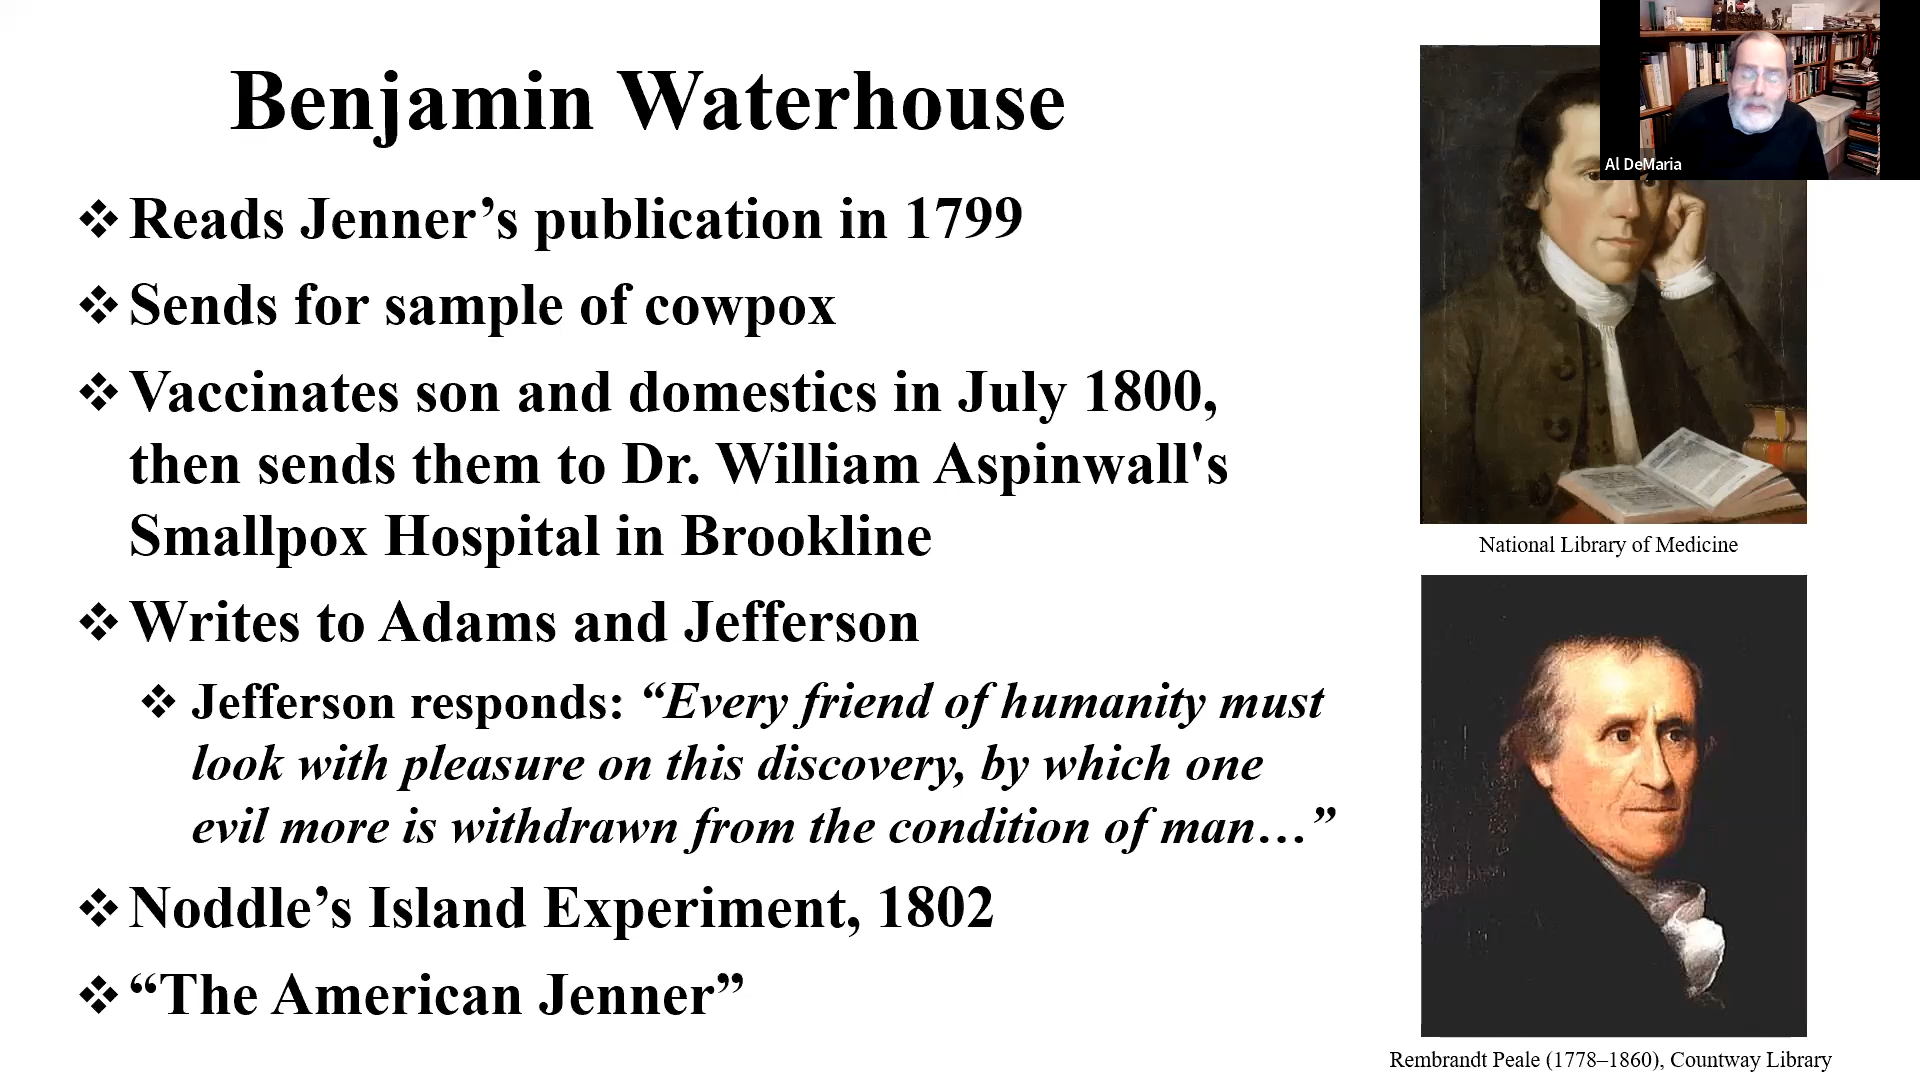 Benjamin Waterhouse
❖ Reads Jenner’s publication in 1799
❖ Sends for sample of cowpox
❖ Vaccinates son and domestics in July 1800,
then sends them to Dr. William Aspinwall's
Smallpox Hospital in Brookline
❖ Writes to Adams and Jefferson
❖ Jefferson responds: “Every friend of humanity must
look with pleasure on this discovery, by which one
evil more is withdrawn from the condition of man…”
❖ Noddle’s Island Experiment, 1802
❖ “The American Jenner”
Al DeMaria
National Library of Medicine
Rembrandt Peale (1778–1860), Countway Library